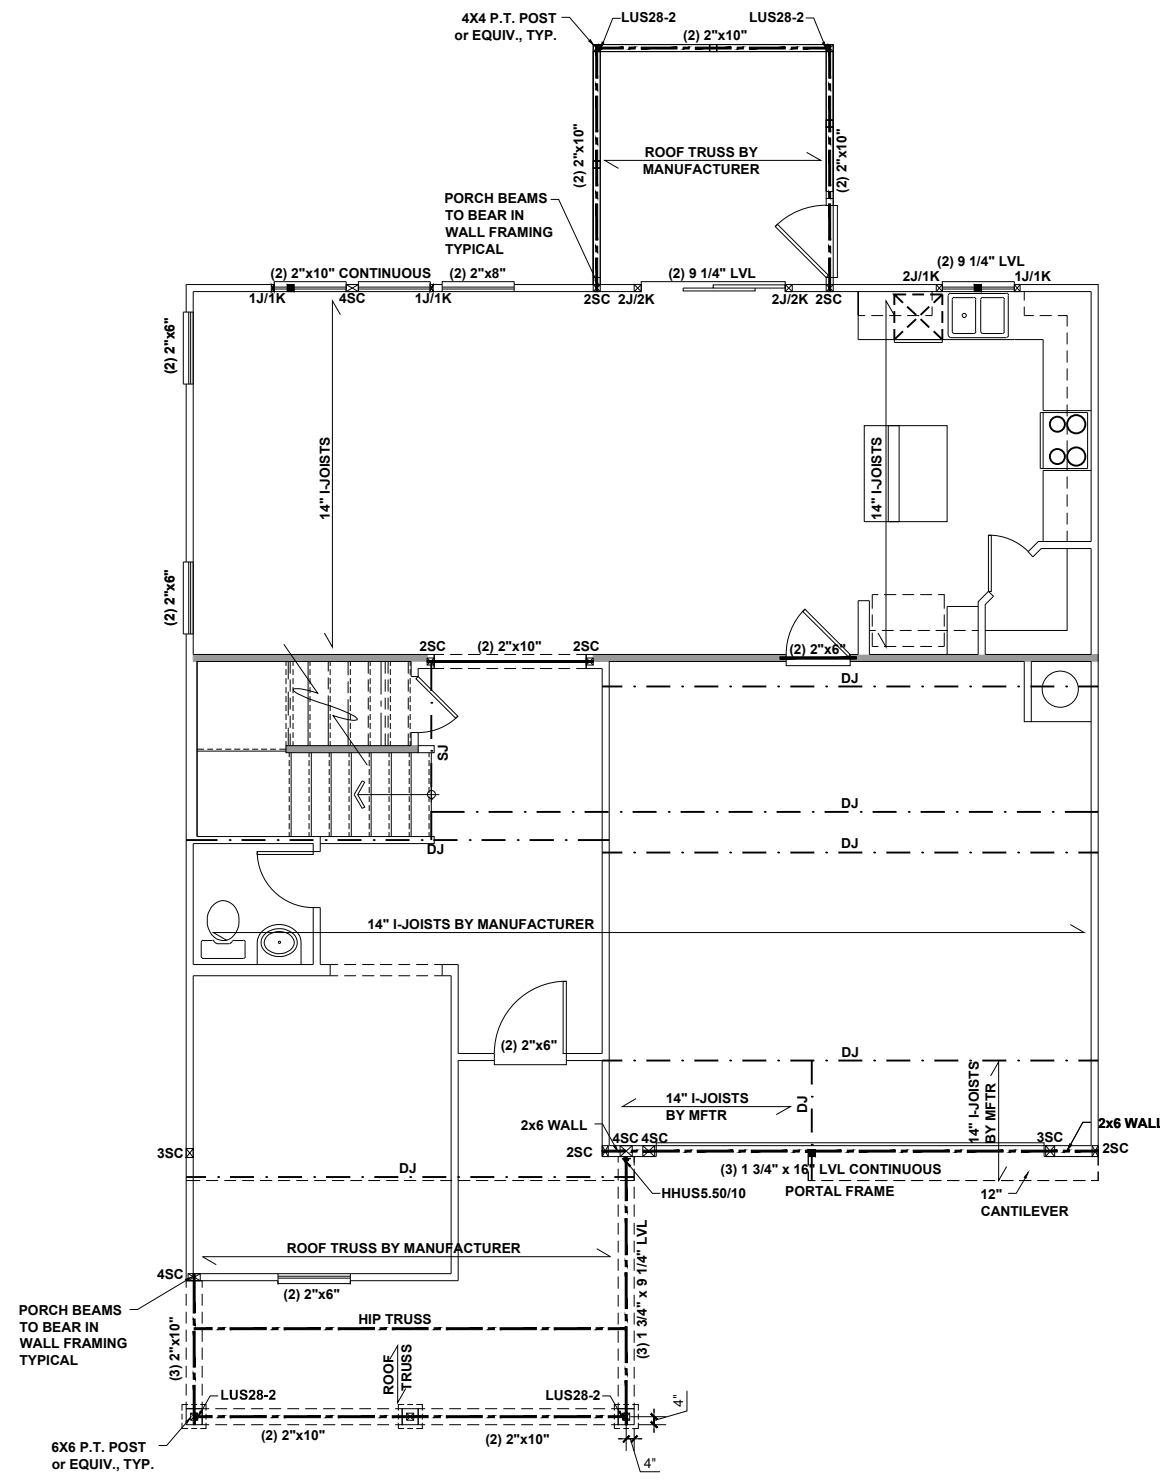 4X4 P.T. POST
or EQUIV., TYP.
LUS28-2
LUS28-2
(2) 2"x10"
(2) 2"x10"
(2) 2"x10"
ROOF TRUSS BY
MANUFACTURER
PORCH BEAMS
TO BEAR IN
WALL FRAMING
TYPICAL
(2) 2"x10" CONTINUOUS
(2) 2"x8"
(2) 9 1/4" LVL
(2) 9 1/4" LVL
1J/1K
4SC
1J/1K
2SC
2J/2K
2J/2K
2SC
2J/1K
1J/1K
(2) 2"x6"
14" I-JOISTS
14" I-JOISTS
(2) 2"x6"
2SC
(2) 2"x10"
2SC
(2) 2"x6"
DJ
SJ
DJ
DJ
DJ
14" I-JOISTS BY MANUFACTURER
(2) 2"x6"
DJ
14" I-JOISTS
BY MFTR
DJ
14" I-JOISTS
BY MFTR
2x6 WALL
2x6 WALL
3SC
2SC
4SC
4SC
3SC
2SC
(3) 1 3/4" x 16" LVL CONTINUOUS
PORTAL FRAME
DJ
HHUS5.50/10
12"
CANTILEVER
ROOF TRUSS BY MANUFACTURER
(3) 1 3/4" x 9 1/4" LVL
4SC
(2) 2"x6"
PORCH BEAMS
TO BEAR IN
WALL FRAMING
TYPICAL
(3) 2"x10"
HIP TRUSS
ROOF
TRUSS
LUS28-2
LUS28-2
4"
(2) 2"x10"
(2) 2"x10"
6X6 P.T. POST
or EQUIV., TYP.
4"